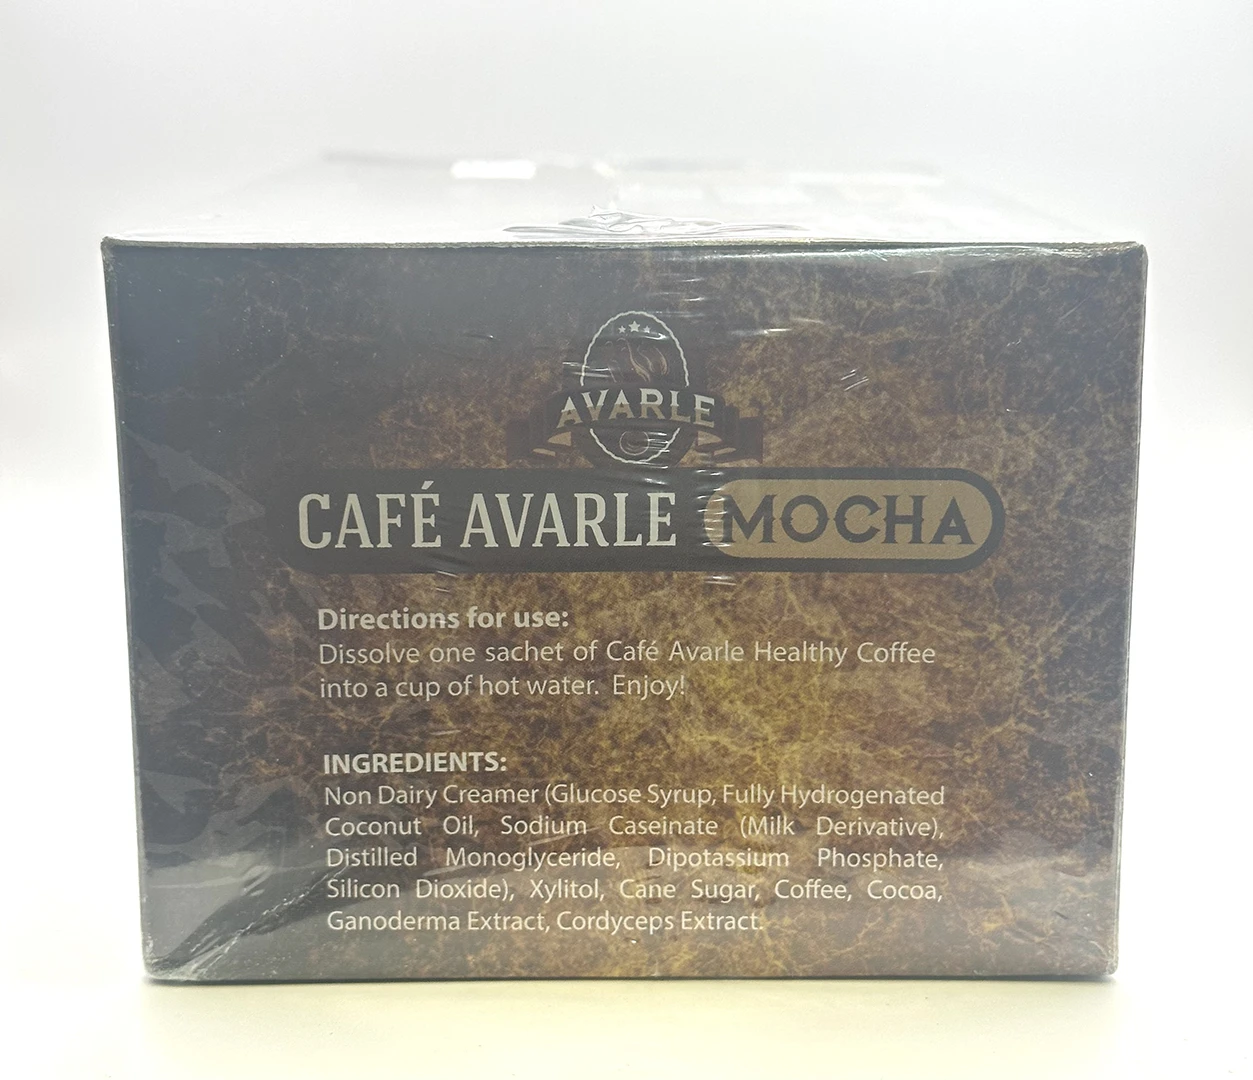 AVARLE
CAFÉ AVARLE MOCHA
Directions for use:
Dissolve one sachet of Café Avarle Healthy Coffee
into a cup of hot water. Enjoy!
INGREDIENTS:
Non Dairy Creamer (Glucose Syrup, Fully Hydrogenated
Coconut Oil, Sodium Caseinate (Milk Derivative),
Distilled Monoglyceride, Dipotassium Phosphate,
Silicon Dioxide), Xylitol, Cane Sugar, Coffee, Cocoa,
Ganoderma Extract, Cordyceps Extract.